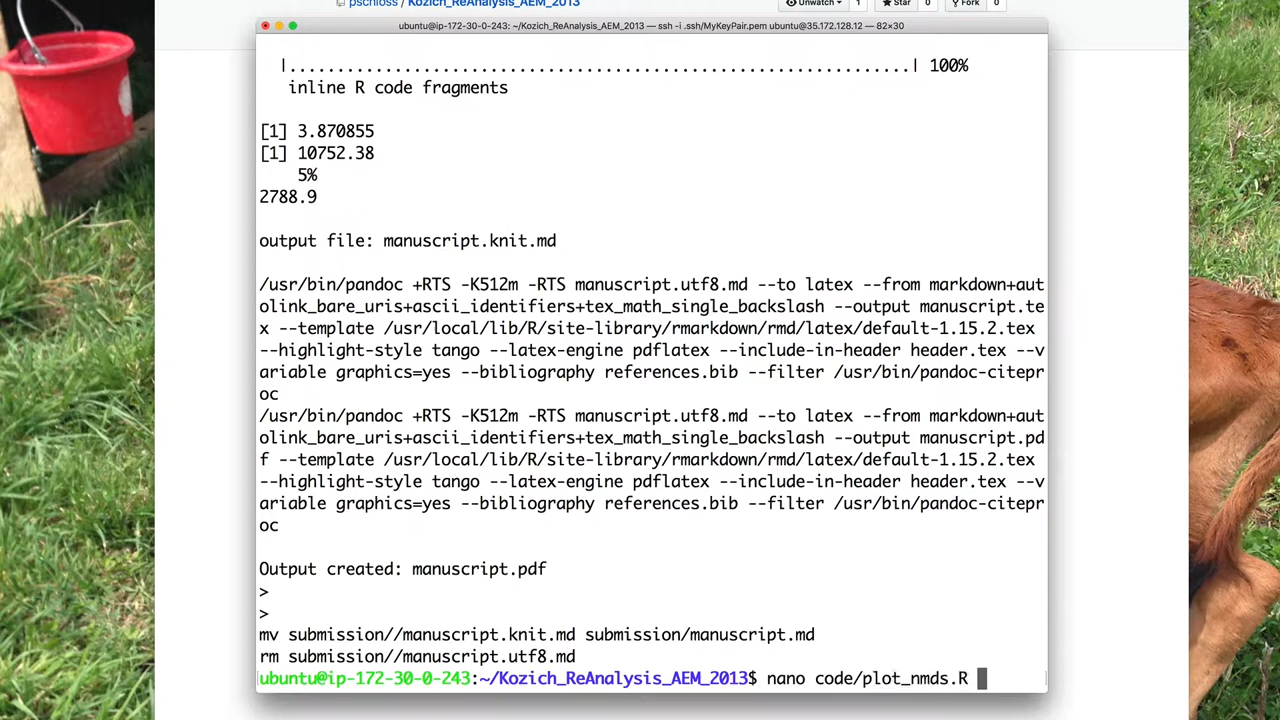 pschloss / Kozich_ReAnalysis_AEM_2013
Unwatch 1 Star 0 Fork 0
ubuntu@ip-172-30-0-243: ~/Kozich_ReAnalysis_AEM_2013 — ssh -i .ssh/MyKeyPair.pem ubuntu@35.172.128.12 — 82×30
|.................................................................| 100%
inline R code fragments
[1] 3.870855
[1] 10752.38
5%
2788.9
output file: manuscript.knit.md
/usr/bin/pandoc +RTS -K512m -RTS manuscript.utf8.md --to latex --from markdown+aut
olink_bare_uris+ascii_identifiers+tex_math_single_backslash --output manuscript.te
x --template /usr/local/lib/R/site-library/rmarkdown/rmd/latex/default-1.15.2.tex
--highlight-style tango --latex-engine pdflatex --include-in-header header.tex --v
ariable graphics=yes --bibliography references.bib --filter /usr/bin/pandoc-citepr
oc
/usr/bin/pandoc +RTS -K512m -RTS manuscript.utf8.md --to latex --from markdown+aut
olink_bare_uris+ascii_identifiers+tex_math_single_backslash --output manuscript.pd
f --template /usr/local/lib/R/site-library/rmarkdown/rmd/latex/default-1.15.2.tex
--highlight-style tango --latex-engine pdflatex --include-in-header header.tex --v
ariable graphics=yes --bibliography references.bib --filter /usr/bin/pandoc-citepr
oc
Output created: manuscript.pdf
>
>
mv submission//manuscript.knit.md submission/manuscript.md
rm submission//manuscript.utf8.md
ubuntu@ip-172-30-0-243:~/Kozich_ReAnalysis_AEM_2013$ nano code/plot_nmds.R